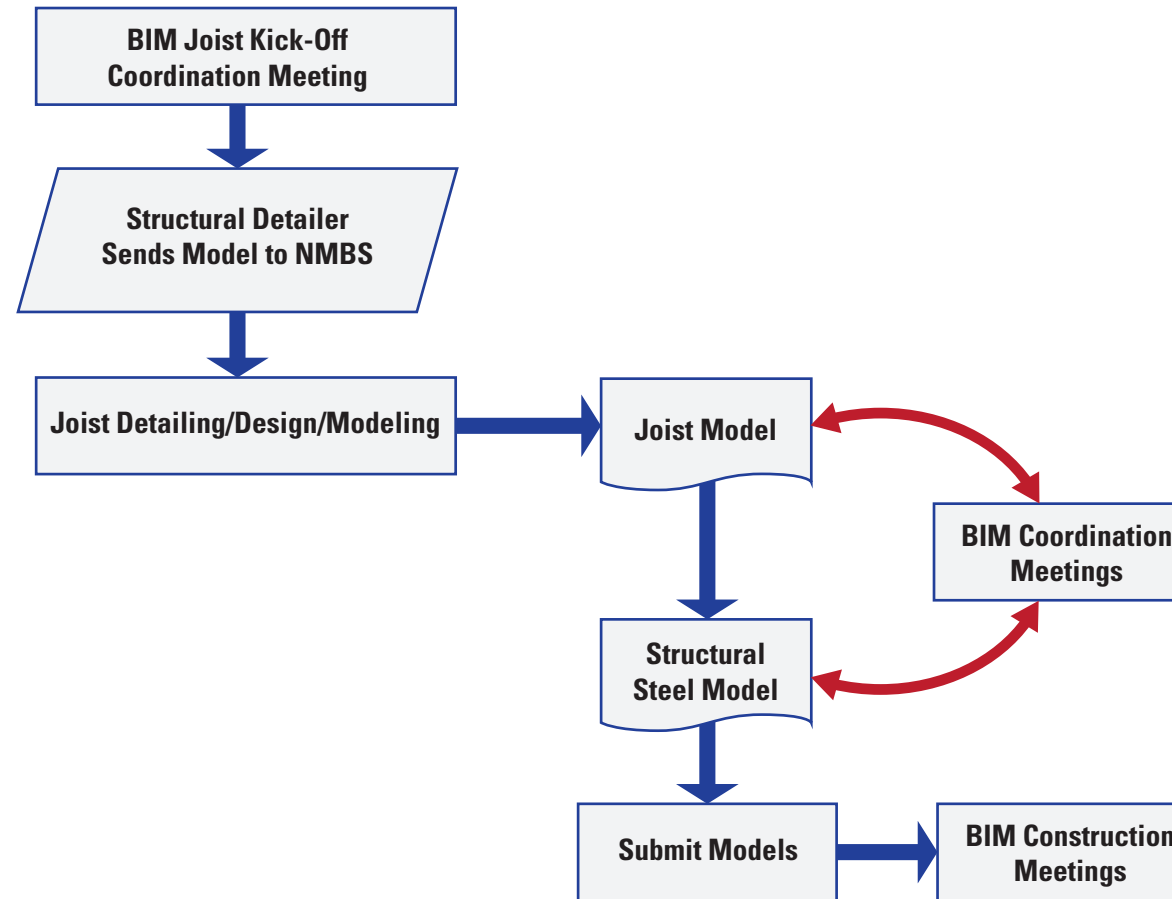 BIM Joist Kick-Off
Coordination Meeting
Structural Detailer
Sends Model to NMBS
Joist Detailing/Design/Modeling
Joist Model
BIM Coordination
Meetings
Structural
Steel Model
Submit Models
BIM Construction
Meetings